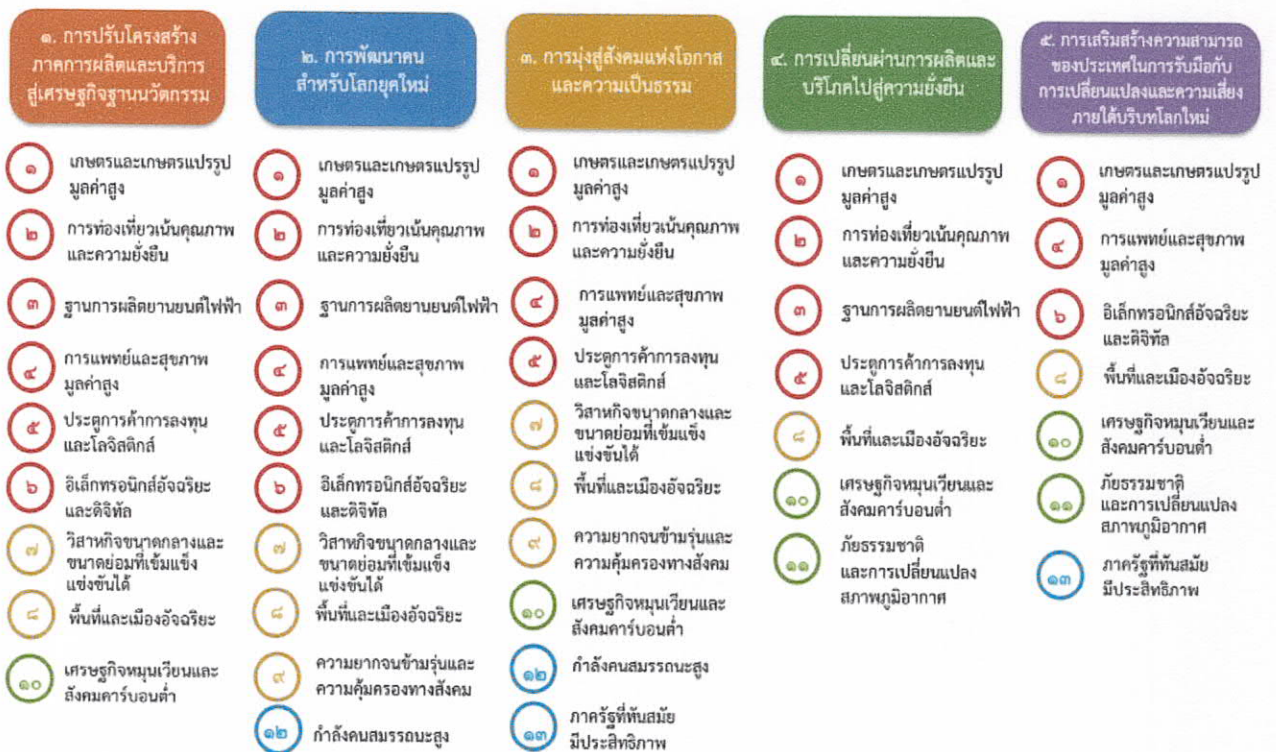 ๑. การปรับโครงสร้าง
ภาคการผลิตและบริการ
สู่เศรษฐกิจฐานนวัตกรรม
๑
เกษตรและเกษตรแปรรูป
มูลค่าสูง
๒
การท่องเที่ยวเน้นคุณภาพ
และความยั่งยืน
๓
ฐานการผลิตยานยนต์ไฟฟ้า
๔
การแพทย์และสุขภาพ
มูลค่าสูง
๕
ประตูการค้าการลงทุน
และโลจิสติกส์
๖
อิเล็กทรอนิกส์อัจฉริยะ
และดิจิทัล
๗
วิสาหกิจขนาดกลางและ
ขนาดย่อมที่เข้มแข็ง
แข่งขันได้
๘
พื้นที่และเมืองอัจฉริยะ
๑๐
เศรษฐกิจหมุนเวียนและ
สังคมคาร์บอนต่ำ
๒. การพัฒนาคน
สำหรับโลกยุคใหม่
๑
เกษตรและเกษตรแปรรูป
มูลค่าสูง
๒
การท่องเที่ยวเน้นคุณภาพ
และความยั่งยืน
๓
ฐานการผลิตยานยนต์ไฟฟ้า
๔
การแพทย์และสุขภาพ
มูลค่าสูง
๕
ประตูการค้าการลงทุน
และโลจิสติกส์
๖
อิเล็กทรอนิกส์อัจฉริยะ
และดิจิทัล
๗
วิสาหกิจขนาดกลางและ
ขนาดย่อมที่เข้มแข็ง
แข่งขันได้
๘
พื้นที่และเมืองอัจฉริยะ
๙
ความยากจนข้ามรุ่นและ
ความคุ้มครองทางสังคม
๑๒
กำลังคนสมรรถนะสูง
๓. การมุ่งสู่สังคมแห่งโอกาส
และความเป็นธรรม
๑
เกษตรและเกษตรแปรรูป
มูลค่าสูง
๒
การท่องเที่ยวเน้นคุณภาพ
และความยั่งยืน
๔
การแพทย์และสุขภาพ
มูลค่าสูง
๕
ประตูการค้าการลงทุน
และโลจิสติกส์
๗
วิสาหกิจขนาดกลางและ
ขนาดย่อมที่เข้มแข็ง
แข่งขันได้
๘
พื้นที่และเมืองอัจฉริยะ
๙
ความยากจนข้ามรุ่นและ
ความคุ้มครองทางสังคม
๑๐
เศรษฐกิจหมุนเวียนและ
สังคมคาร์บอนต่ำ
๑๒
กำลังคนสมรรถนะสูง
๑๓
ภาครัฐที่ทันสมัย
มีประสิทธิภาพ
๔. การเปลี่ยนผ่านการผลิตและ
บริโภคไปสู่ความยั่งยืน
๑
เกษตรและเกษตรแปรรูป
มูลค่าสูง
๒
การท่องเที่ยวเน้นคุณภาพ
และความยั่งยืน
๓
ฐานการผลิตยานยนต์ไฟฟ้า
๕
ประตูการค้าการลงทุน
และโลจิสติกส์
๘
พื้นที่และเมืองอัจฉริยะ
๑๐
เศรษฐกิจหมุนเวียนและ
สังคมคาร์บอนต่ำ
๑๑
ภัยธรรมชาติ
และการเปลี่ยนแปลง
สภาพภูมิอากาศ
๕. การเสริมสร้างความสามารถ
ของประเทศในการรับมือกับ
การเปลี่ยนแปลงและความเสี่ยง
ภายใต้บริบทโลกใหม่
๑
เกษตรและเกษตรแปรรูป
มูลค่าสูง
๔
การแพทย์และสุขภาพ
มูลค่าสูง
๖
อิเล็กทรอนิกส์อัจฉริยะ
และดิจิทัล
๘
พื้นที่และเมืองอัจฉริยะ
๑๐
เศรษฐกิจหมุนเวียนและ
สังคมคาร์บอนต่ำ
๑๑
ภัยธรรมชาติ
และการเปลี่ยนแปลง
สภาพภูมิอากาศ
๑๓
ภาครัฐที่ทันสมัย
มีประสิทธิภาพ